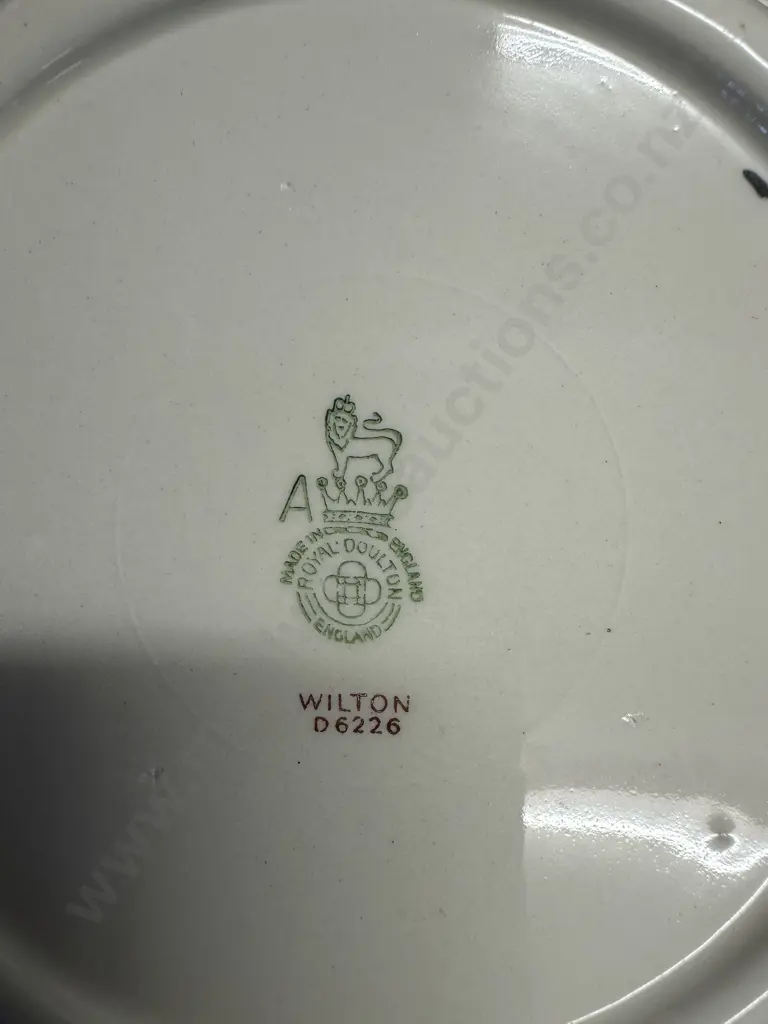 A
MADE IN ENGLAND
ROYAL DOULTON
ENGLAND
WILTON
D6226